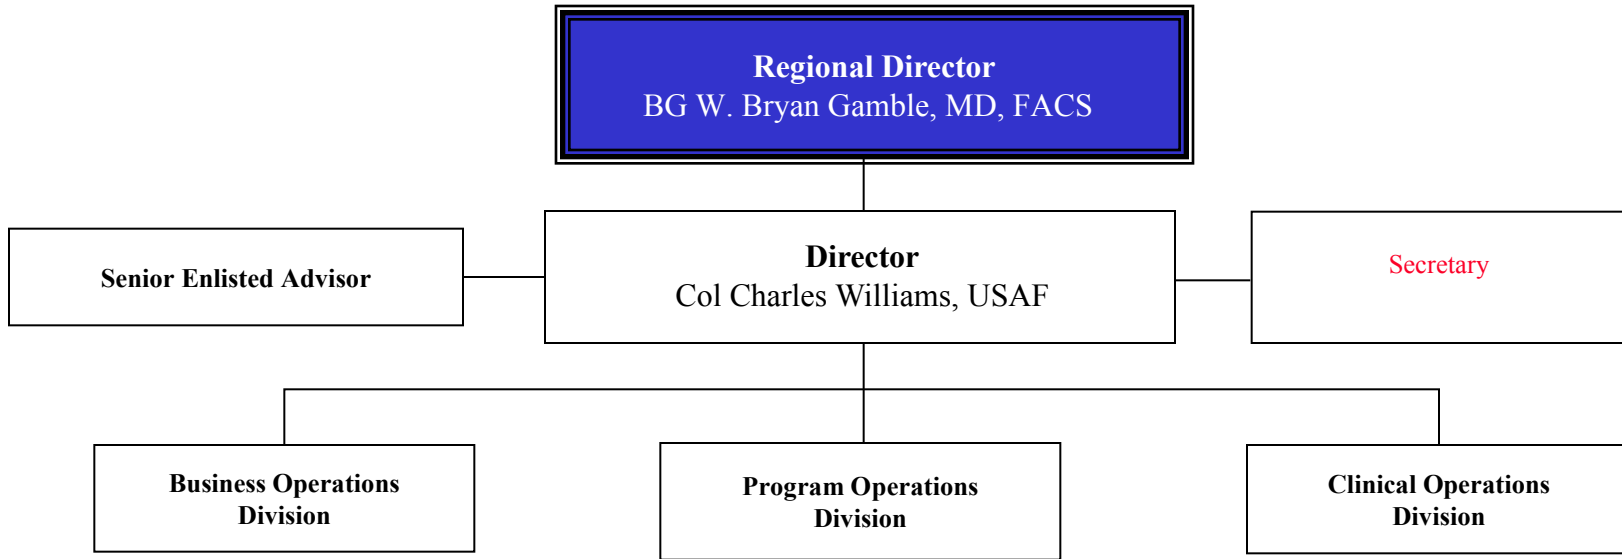 Regional Director
BG W. Bryan Gamble, MD, FACS
Senior Enlisted Advisor
Director
Col Charles Williams, USAF
Secretary
Business Operations
Division
Program Operations
Division
Clinical Operations
Division